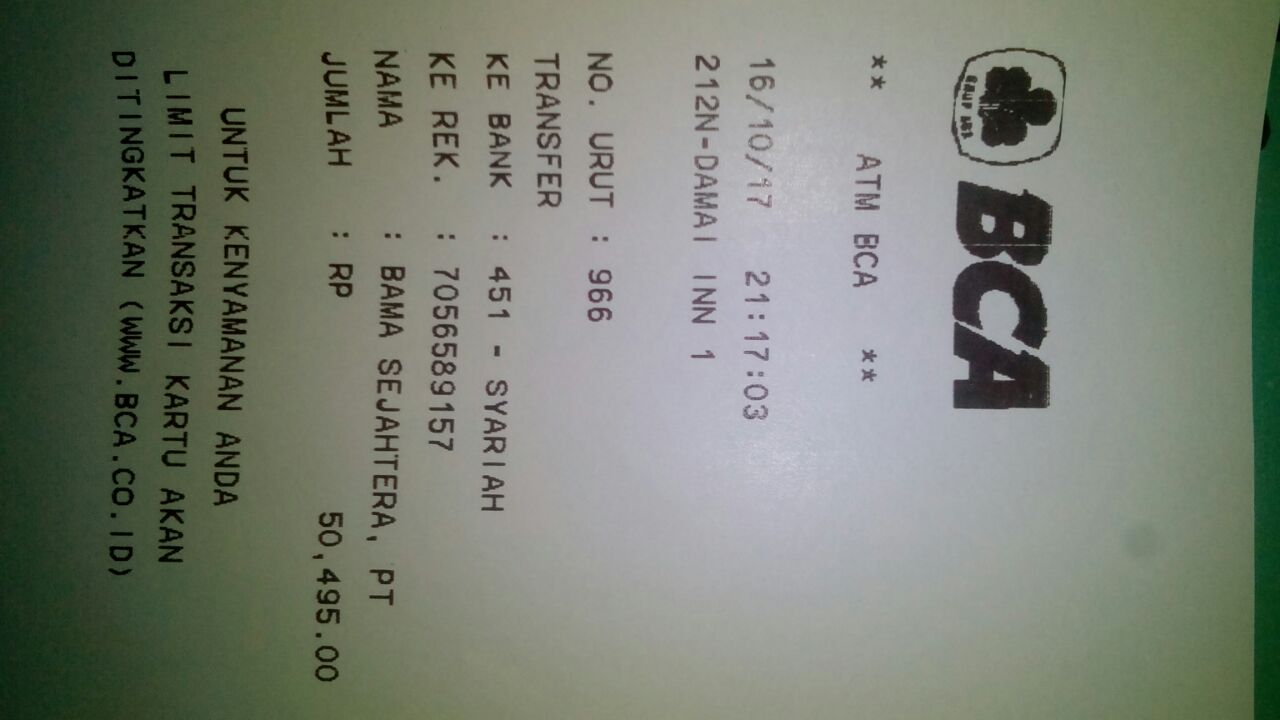 BCA
** ATM BCA **
16/10/17 21:17:03
212N-DAMAI INN 1
NO. URUT : 966
TRANSFER
KE BANK : 451 - SYARIAH
KE REK. : 7056589157
NAMA : BAMA SEJAHTERA, PT
JUMLAH : RP 50,495.00
UNTUK KENYAMANAN ANDA
LIMIT TRANSAKSI KARTU AKAN
DITINGKATKAN (WWW.BCA.CO.ID)